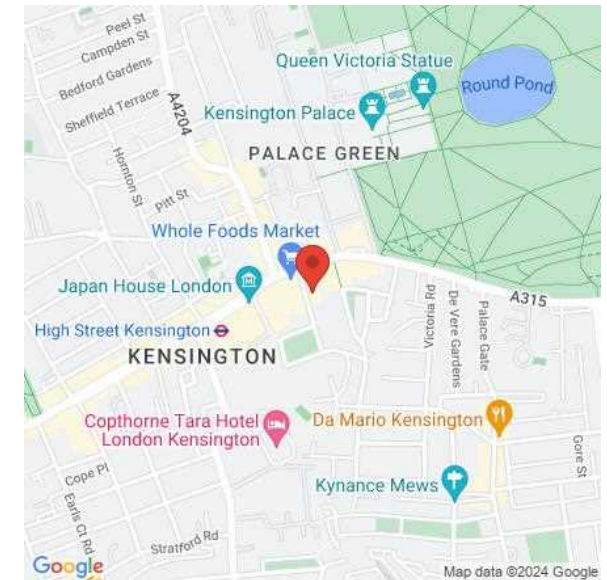 Peel St
Campden St
Bedford Gardens
Sheffield Terrace
A4204
Queen Victoria Statue
Round Pond
Kensington Palace
PALACE GREEN
Hornton St
Pitt St
Whole Foods Market
Japan House London
A315
High Street Kensington
KENSINGTON
Victoria Rd
De Vere Gardens
Palace Gate
Copthorne Tara Hotel
London Kensington
Da Mario Kensington
Gore St
Cope Pl
Kynance Mews
Earls Ct Rd
Stratford Rd
Google
Map data ©2024 Google